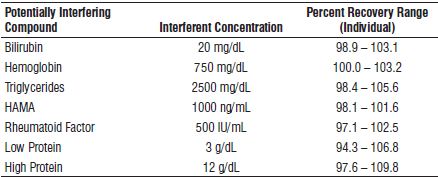 Potentially Interfering Compound Interferent Concentration Percent Recovery Range (Individual)
Bilirubin 20 mg/dL 98.9 – 103.1
Hemoglobin 750 mg/dL 100.0 – 103.2
Triglycerides 2500 mg/dL 98.4 – 105.6
HAMA 1000 ng/mL 98.1 – 101.6
Rheumatoid Factor 500 IU/mL 97.1 – 102.5
Low Protein 3 g/dL 94.3 – 106.8
High Protein 12 g/dL 97.6 – 109.8